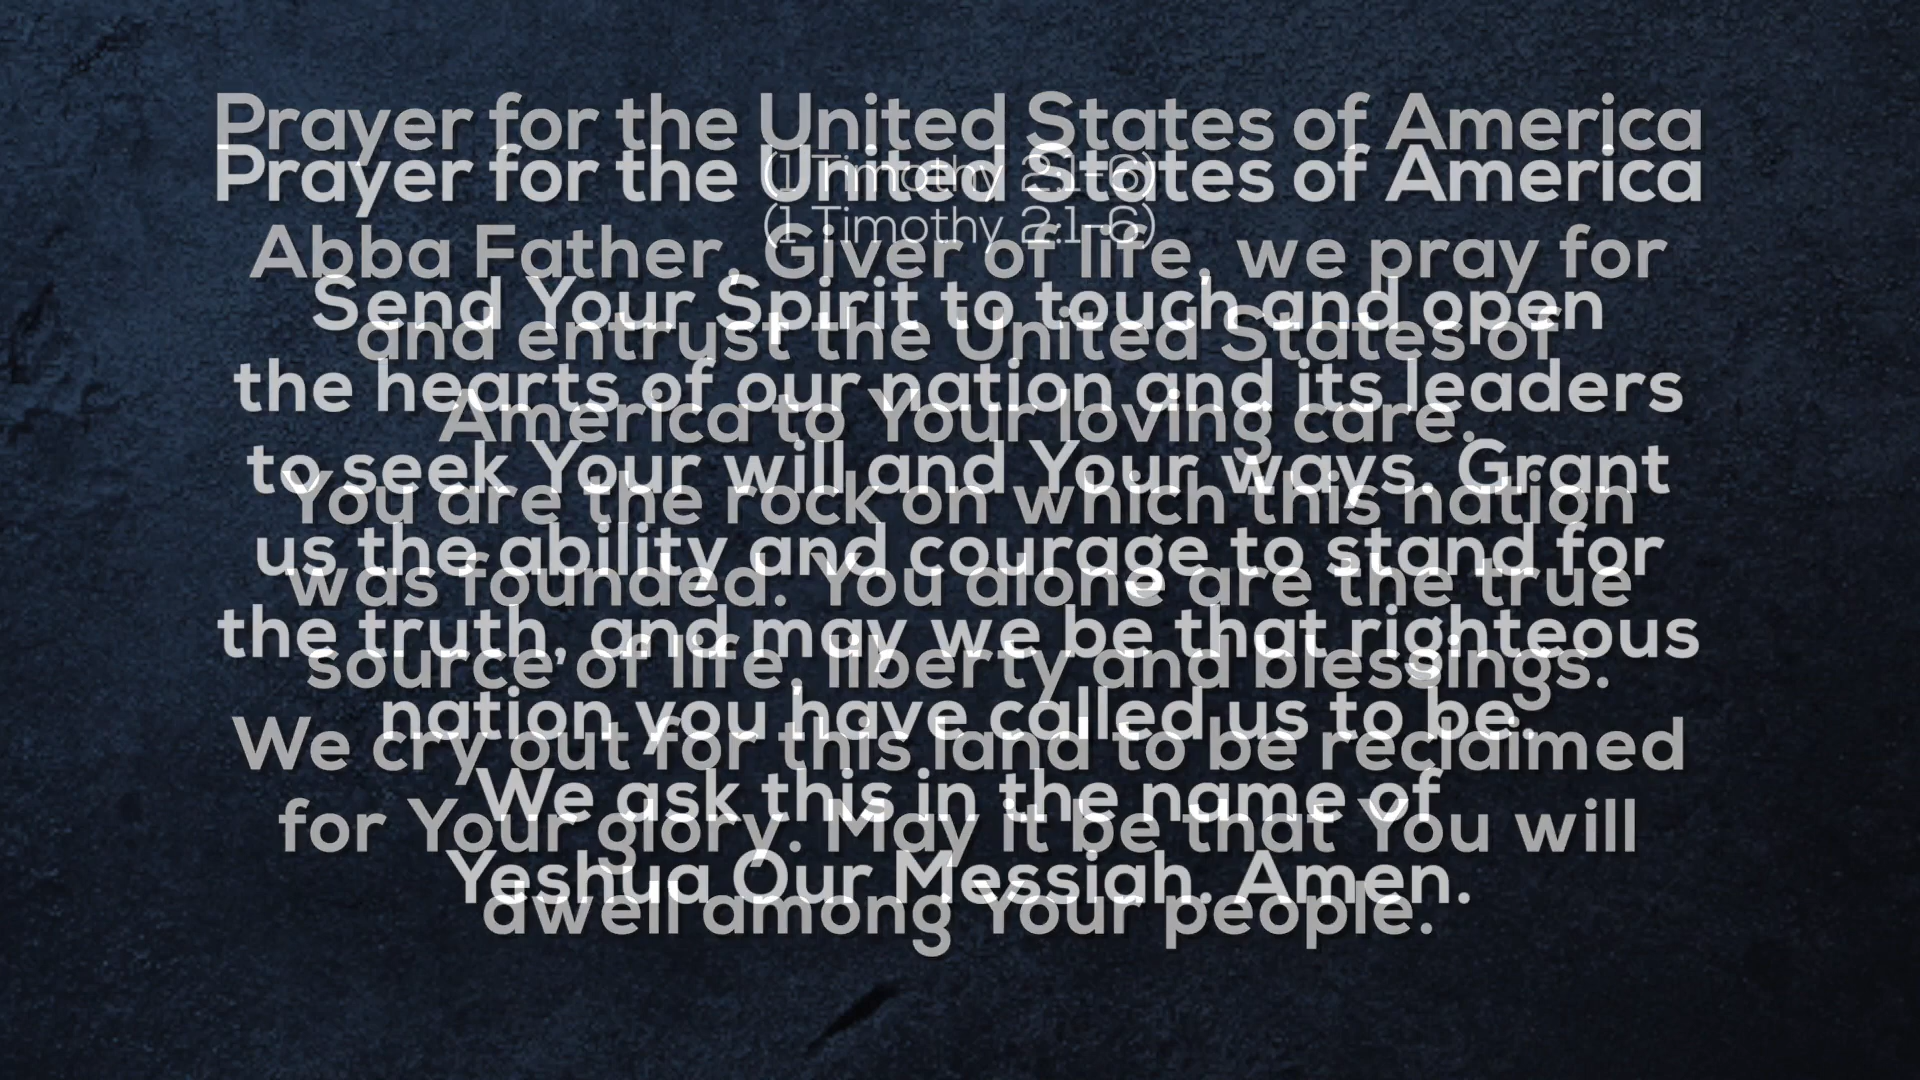 Prayer for the United States of America
(1 Timothy 2:1-6)
Abba Father, Giver of life, we pray for
and entrust the United States of
America to Your loving care.
You are the rock on which this nation
was founded. You alone are the true
source of life, liberty and blessings.
We cry out for this land to be reclaimed
for Your glory. May it be that You will
dwell among Your people.
Prayer for the United States of America
(1 Timothy 2:1-6)
Send Your Spirit to touch and open
the hearts of our nation and its leaders
to seek Your will and Your ways. Grant
us the ability and courage to stand for
the truth, and may we be that righteous
nation you have called us to be.
We ask this in the name of
Yeshua Our Messiah. Amen.